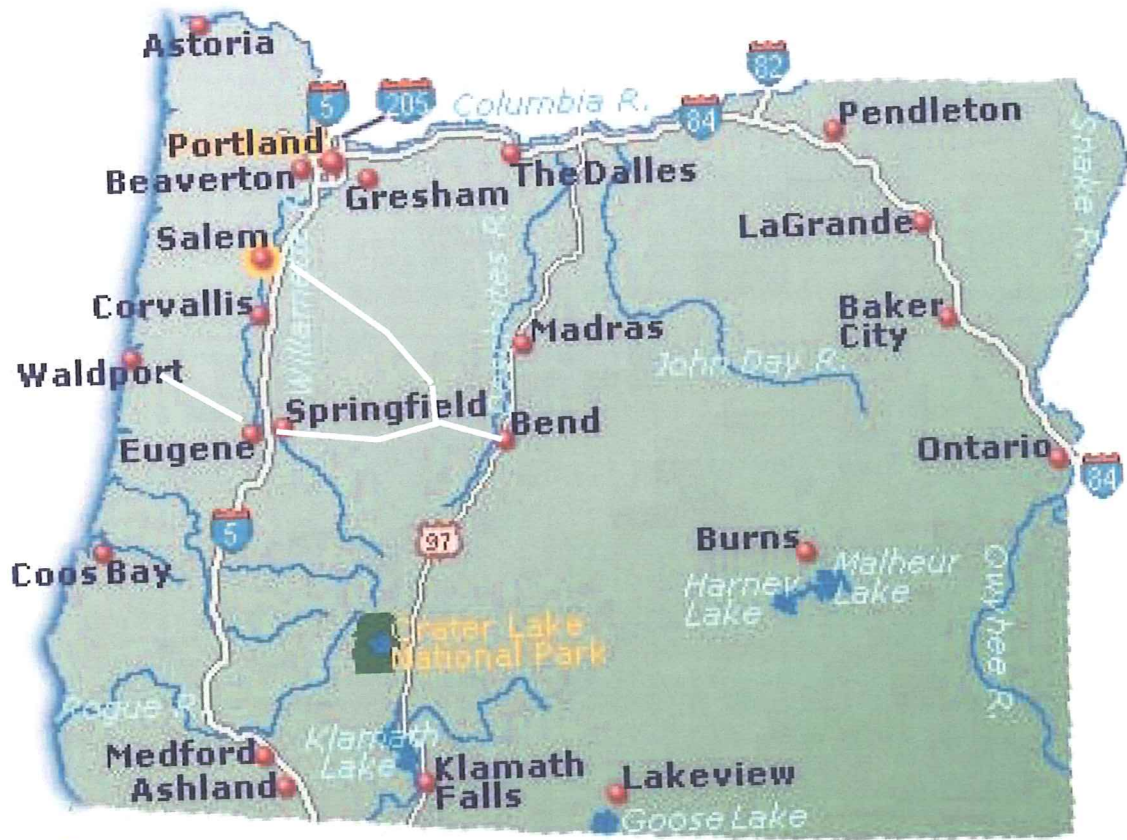 Astoria
5
205
Columbia R.
84
82
Pendleton
Snake R.
Portland
Beaverton
Gresham
The Dalles
LaGrande
Salem
Willamette
Deschutes R.
Corvallis
Madras
Baker
City
John Day R.
Waldport
Springfield
Bend
Eugene
Ontario
84
5
97
Burns
Coos Bay
Harney
Lake
Malheur
Lake
Owyhee R.
Crater Lake
National Park
Rogue R.
Klamath
Lake
Medford
Ashland
Klamath
Falls
Lakeview
Goose Lake